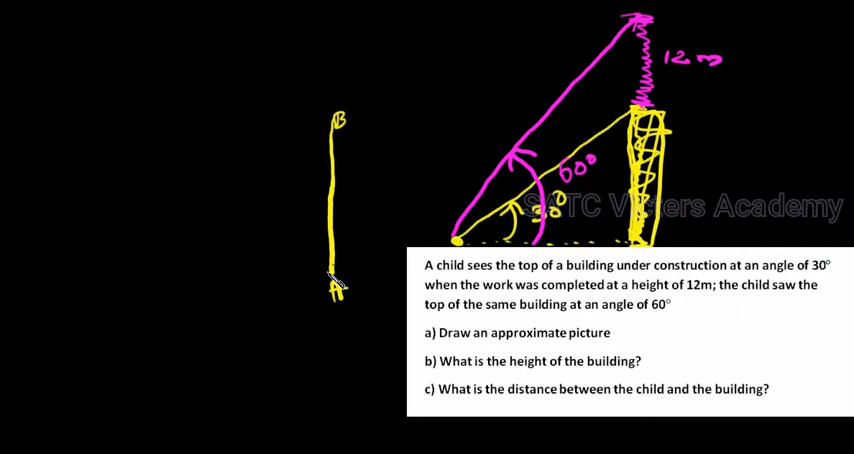 12m
B
60°
30°
SATC Victers Academy
A
A child sees the top of a building under construction at an angle of 30°
when the work was completed at a height of 12m; the child saw the
top of the same building at an angle of 60°
a) Draw an approximate picture
b) What is the height of the building?
c) What is the distance between the child and the building?